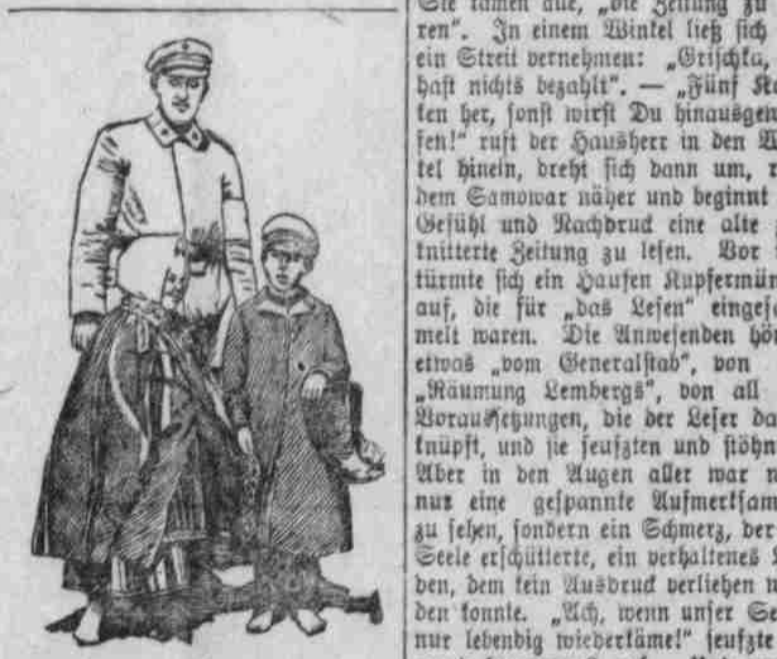 Sie kamen alle, „die Zeitung zu
ren“. In einem Winkel ließ sich
ein Streit vernehmen: „Grischka,
hast nichts bezahlt“. — „Fünf Ko
ken her, sonst wirst Du hinausgewo
fen!“ ruft der Hausherr in den Wi
kel hinein, dreht sich dann um, r
dem Samowar näher und beginnt
Gefühl und Nachdruck eine alte z
knitterte Zeitung zu lesen. Vor
türmte sich ein Haufen Kupfermün
auf, die für „das Lesen“ eingesa
melt waren. Die Anwesenden hör
etwas „vom Generalstab“, von
„Räumung Lembergs“, von all
Voraussetzungen, die der Leser da
knüpft, und sie seufzten und stöhn
Aber in den Augen aller war n
nur eine gespannte Aufmerksam
zu sehen, sondern ein Schmerz, der
Seele erschütterte, ein verhaltenes
den, dem kein Ausdruck verliehen w
den konnte. „Ach, wenn unser
nur lebendig wiederkäme!“ seufzte